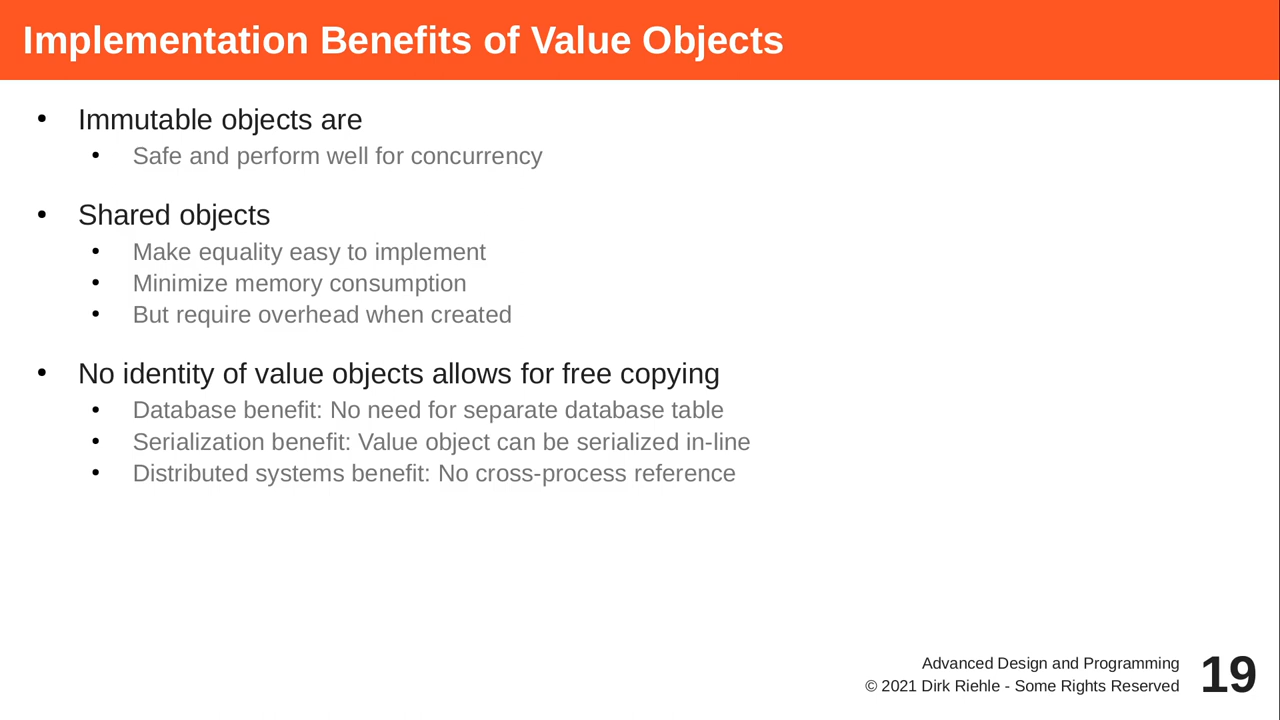 Implementation Benefits of Value Objects
• Immutable objects are
• Safe and perform well for concurrency
• Shared objects
• Make equality easy to implement
• Minimize memory consumption
• But require overhead when created
• No identity of value objects allows for free copying
• Database benefit: No need for separate database table
• Serialization benefit: Value object can be serialized in-line
• Distributed systems benefit: No cross-process reference
Advanced Design and Programming
© 2021 Dirk Riehle - Some Rights Reserved
19